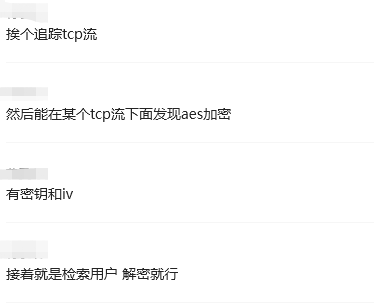 挨个追踪tcp流
然后能在某个tcp流下面发现aes加密
有密钥和iv
接着就是检索用户 解密就行